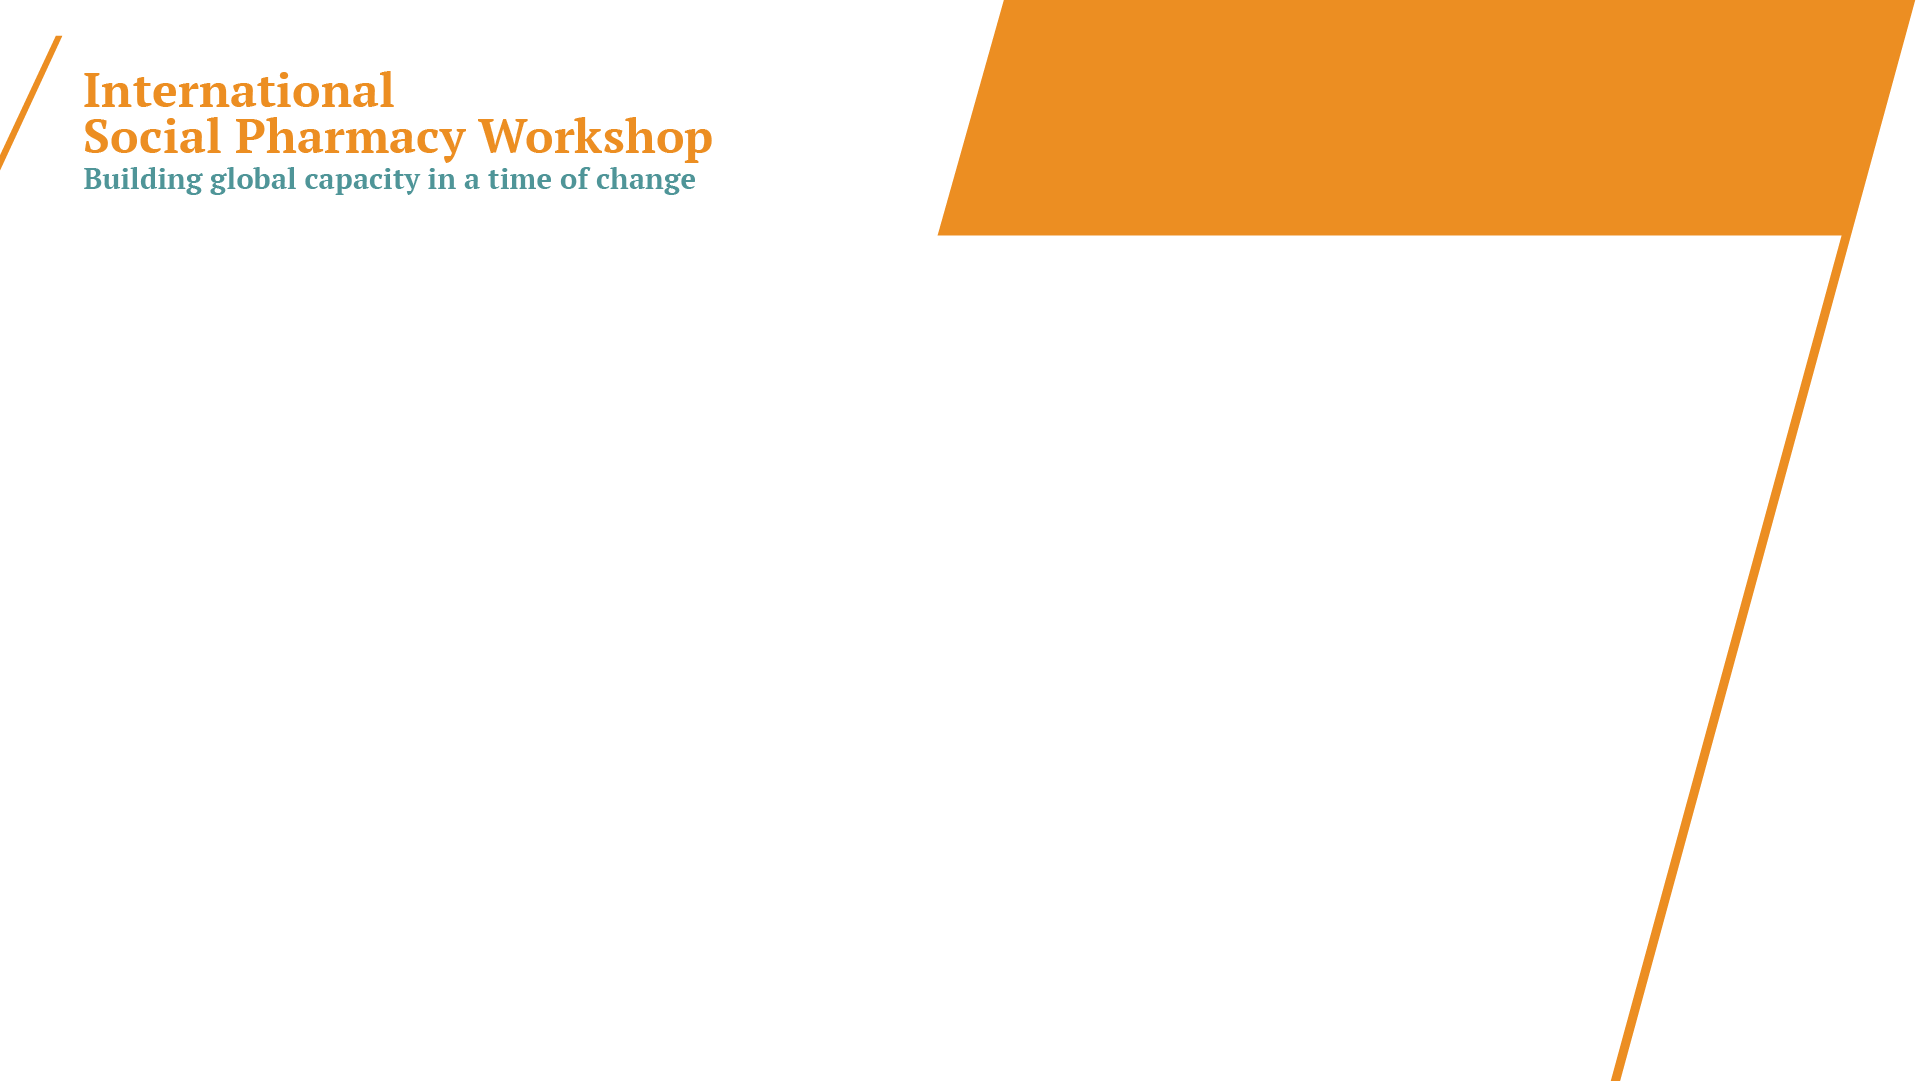 International
Social Pharmacy Workshop
Building global capacity in a time of change